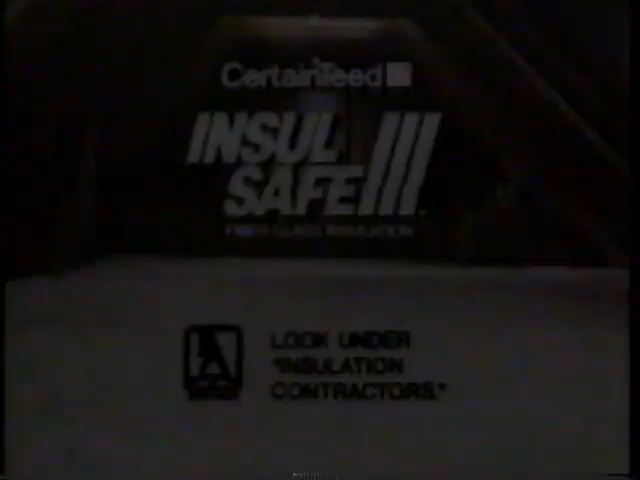 CertainTeed
INSUL
SAFE III
FIBER GLASS INSULATION
LOOK UNDER
"INSULATION
CONTRACTORS."